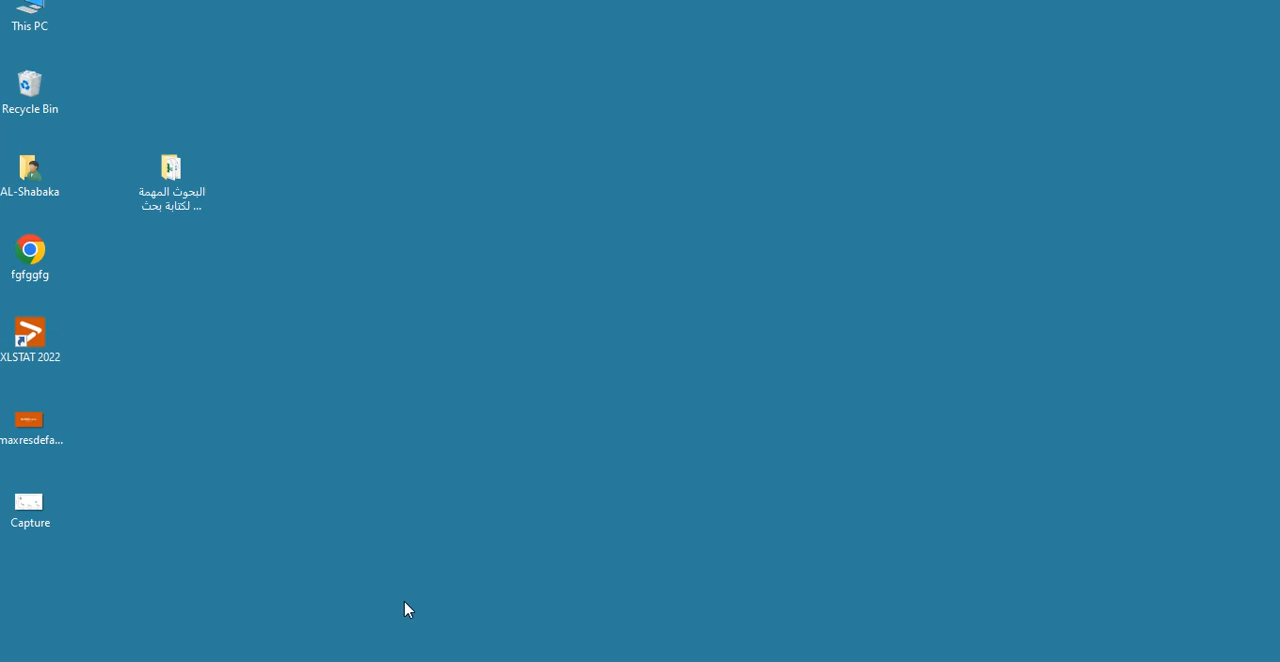 This PC
Recycle Bin
AL-Shabaka
البحوث المهمة
لكتابة بحث ...
fgfggfg
XLSTAT 2022
maxresdefa...
Capture